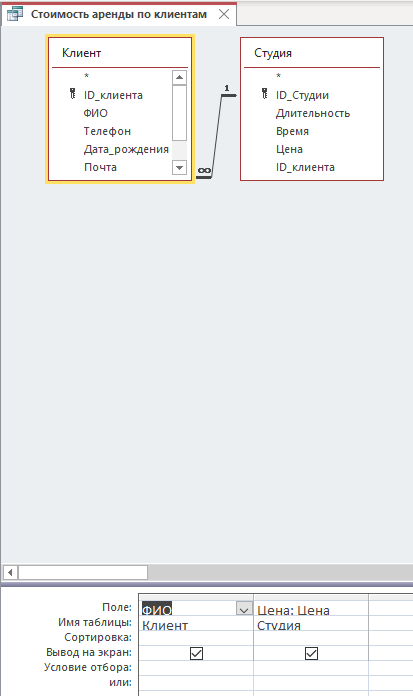 Стоимость аренды по клиентам
Клиент
*
ID_клиента
ФИО
Телефон
Дата_рождения
Почта
1
∞
Студия
*
ID_Студии
Длительность
Время
Цена
ID_клиента
Поле: ФИО Цена: Цена
Имя таблицы: Клиент Студия
Сортировка:
Вывод на экран:
Условие отбора:
или: